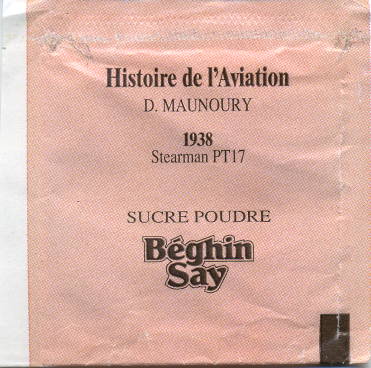 Histoire de l'Aviation
D. MAUNOURY
1938
Stearman PT17
SUCRE POUDRE
Béghin
Say